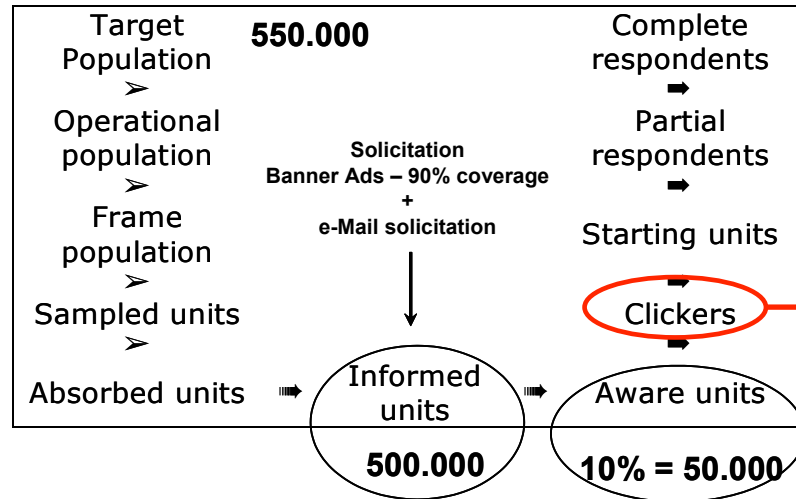 Target
Population
550.000
Operational
population
Frame
population
Sampled units
Absorbed units
Solicitation
Banner Ads – 90% coverage
+
e-Mail solicitation
Informed
units
500.000
Complete
respondents
Partial
respondents
Starting units
Clickers
Aware units
10% = 50.000